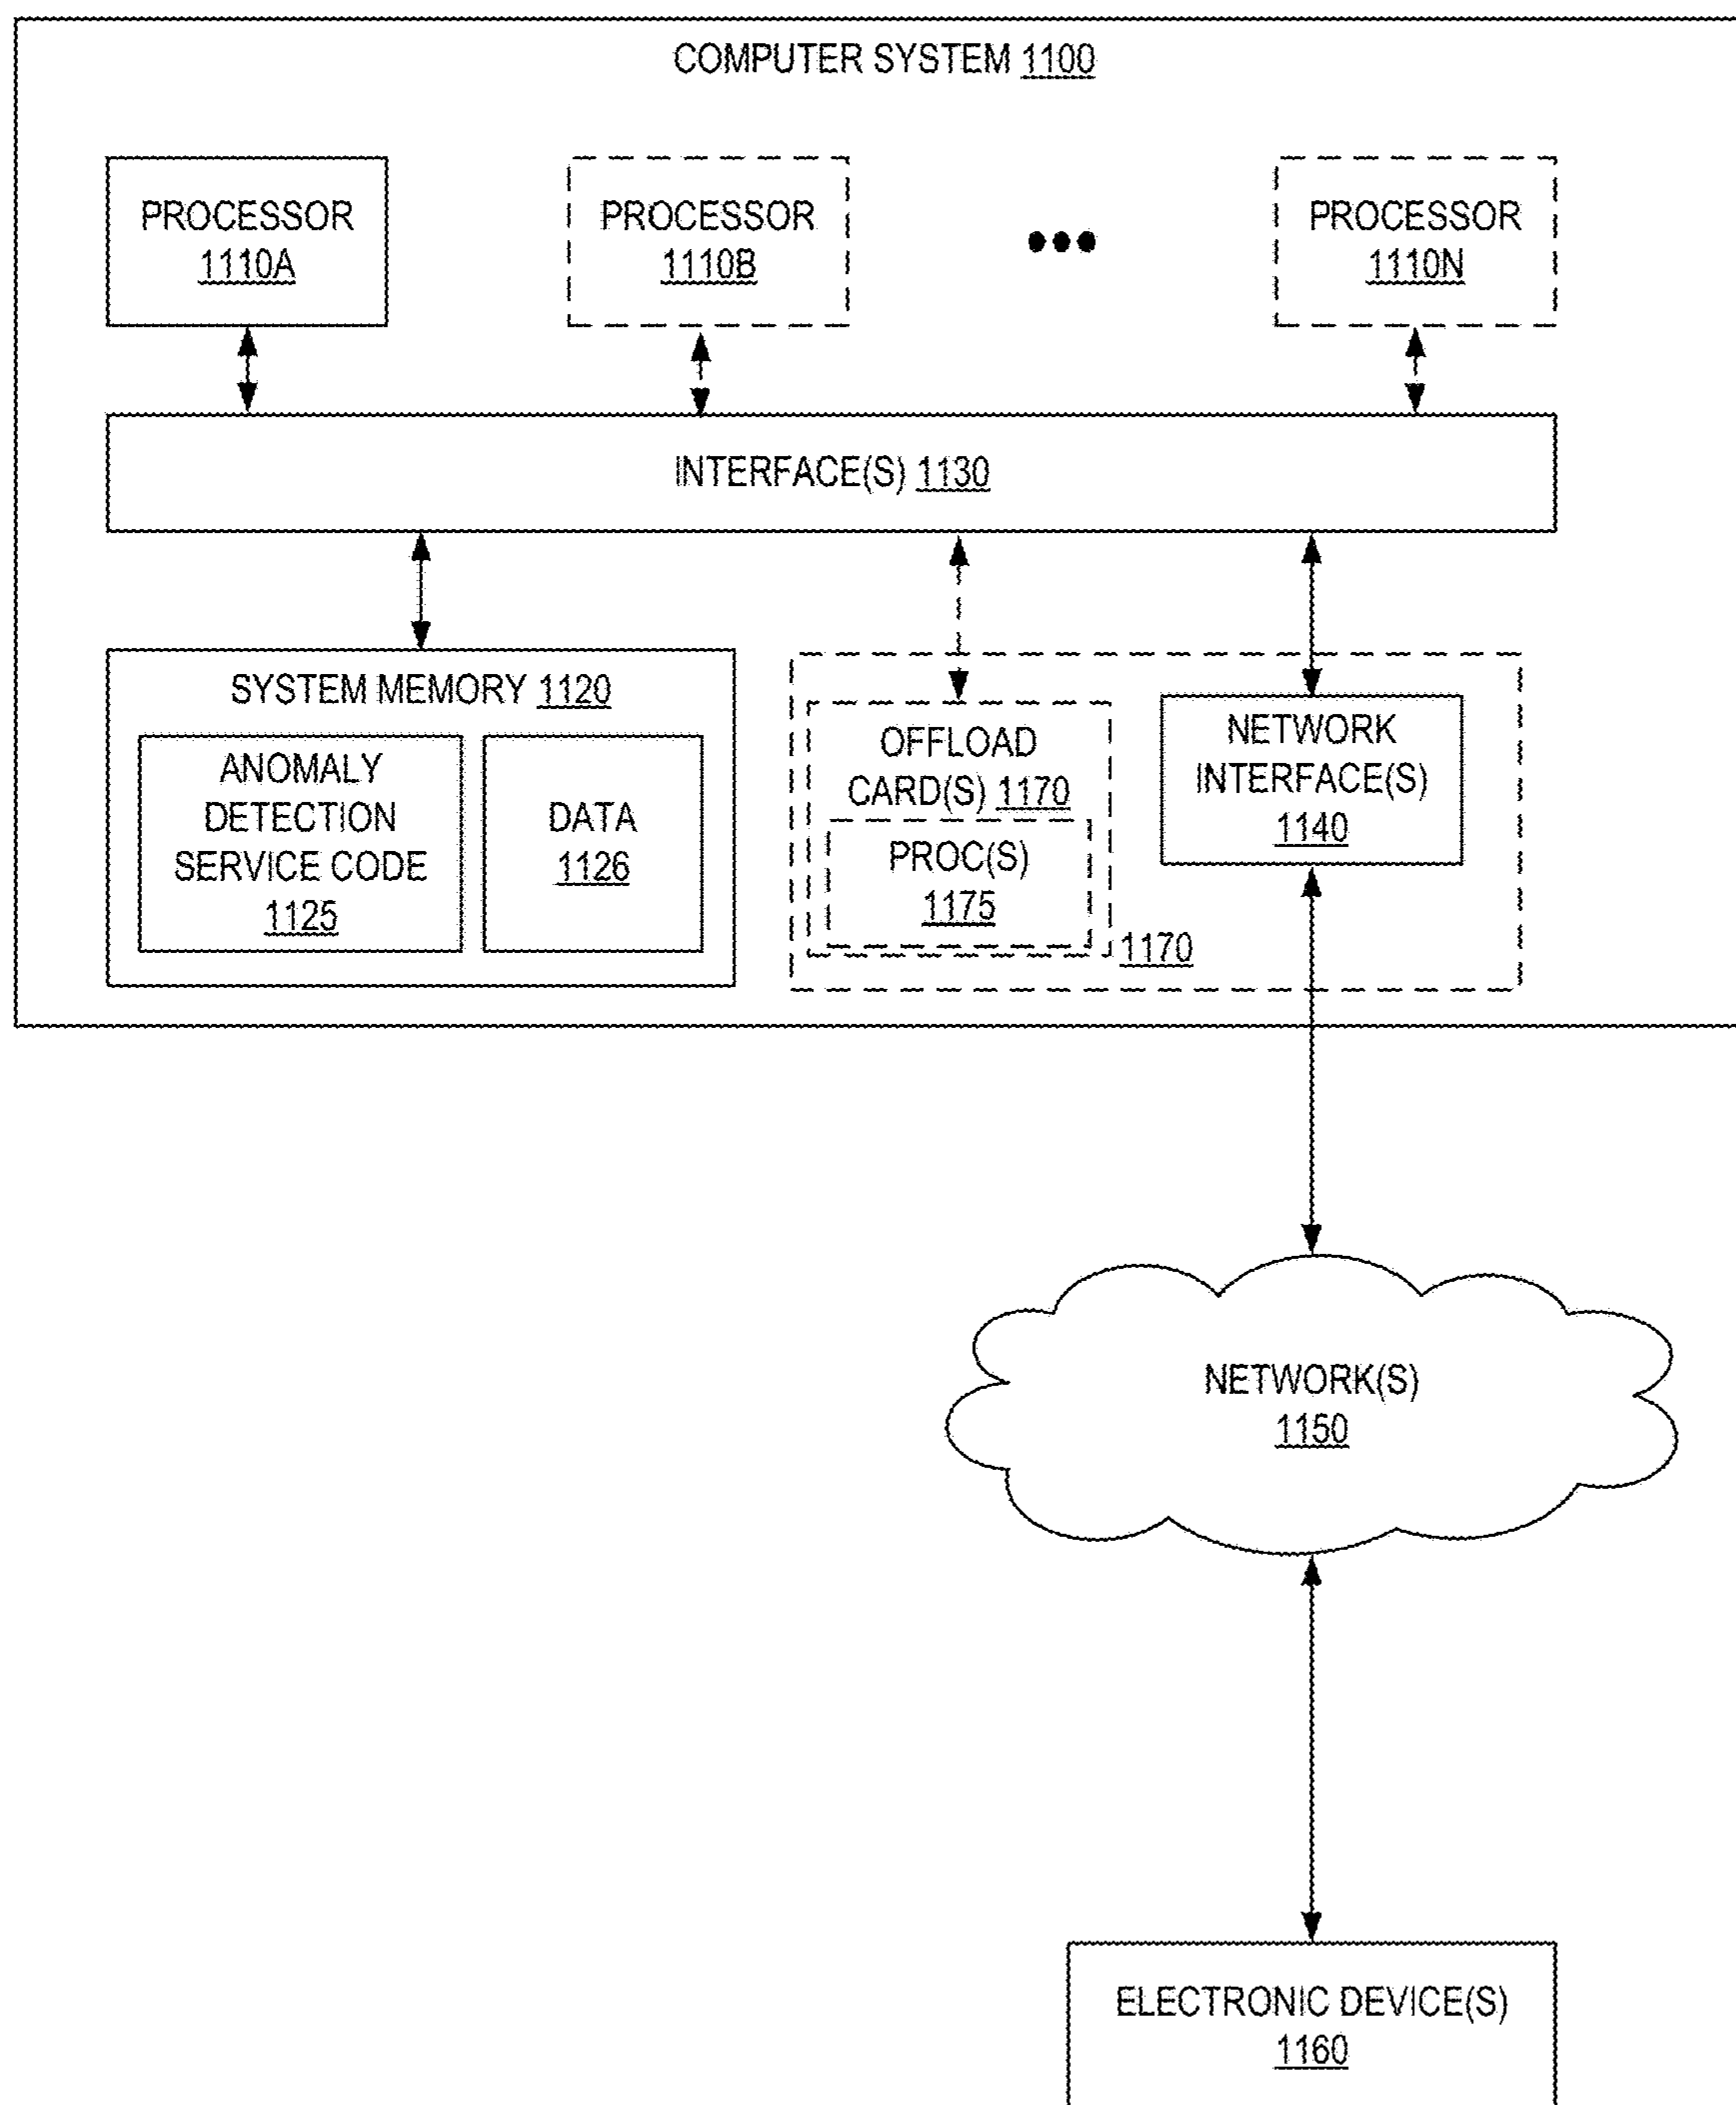 COMPUTER SYSTEM 1100
PROCESSOR
1110A
PROCESSOR
1110B
PROCESSOR
1110N
INTERFACE(S) 1130
SYSTEM MEMORY 1120
ANOMALY
DETECTION
SERVICE CODE
1125
DATA
1126
OFFLOAD
CARD(S) 1170
PROC(S)
1175
1170
NETWORK
INTERFACE(S)
1140
NETWORK(S)
1150
ELECTRONIC DEVICE(S)
1160